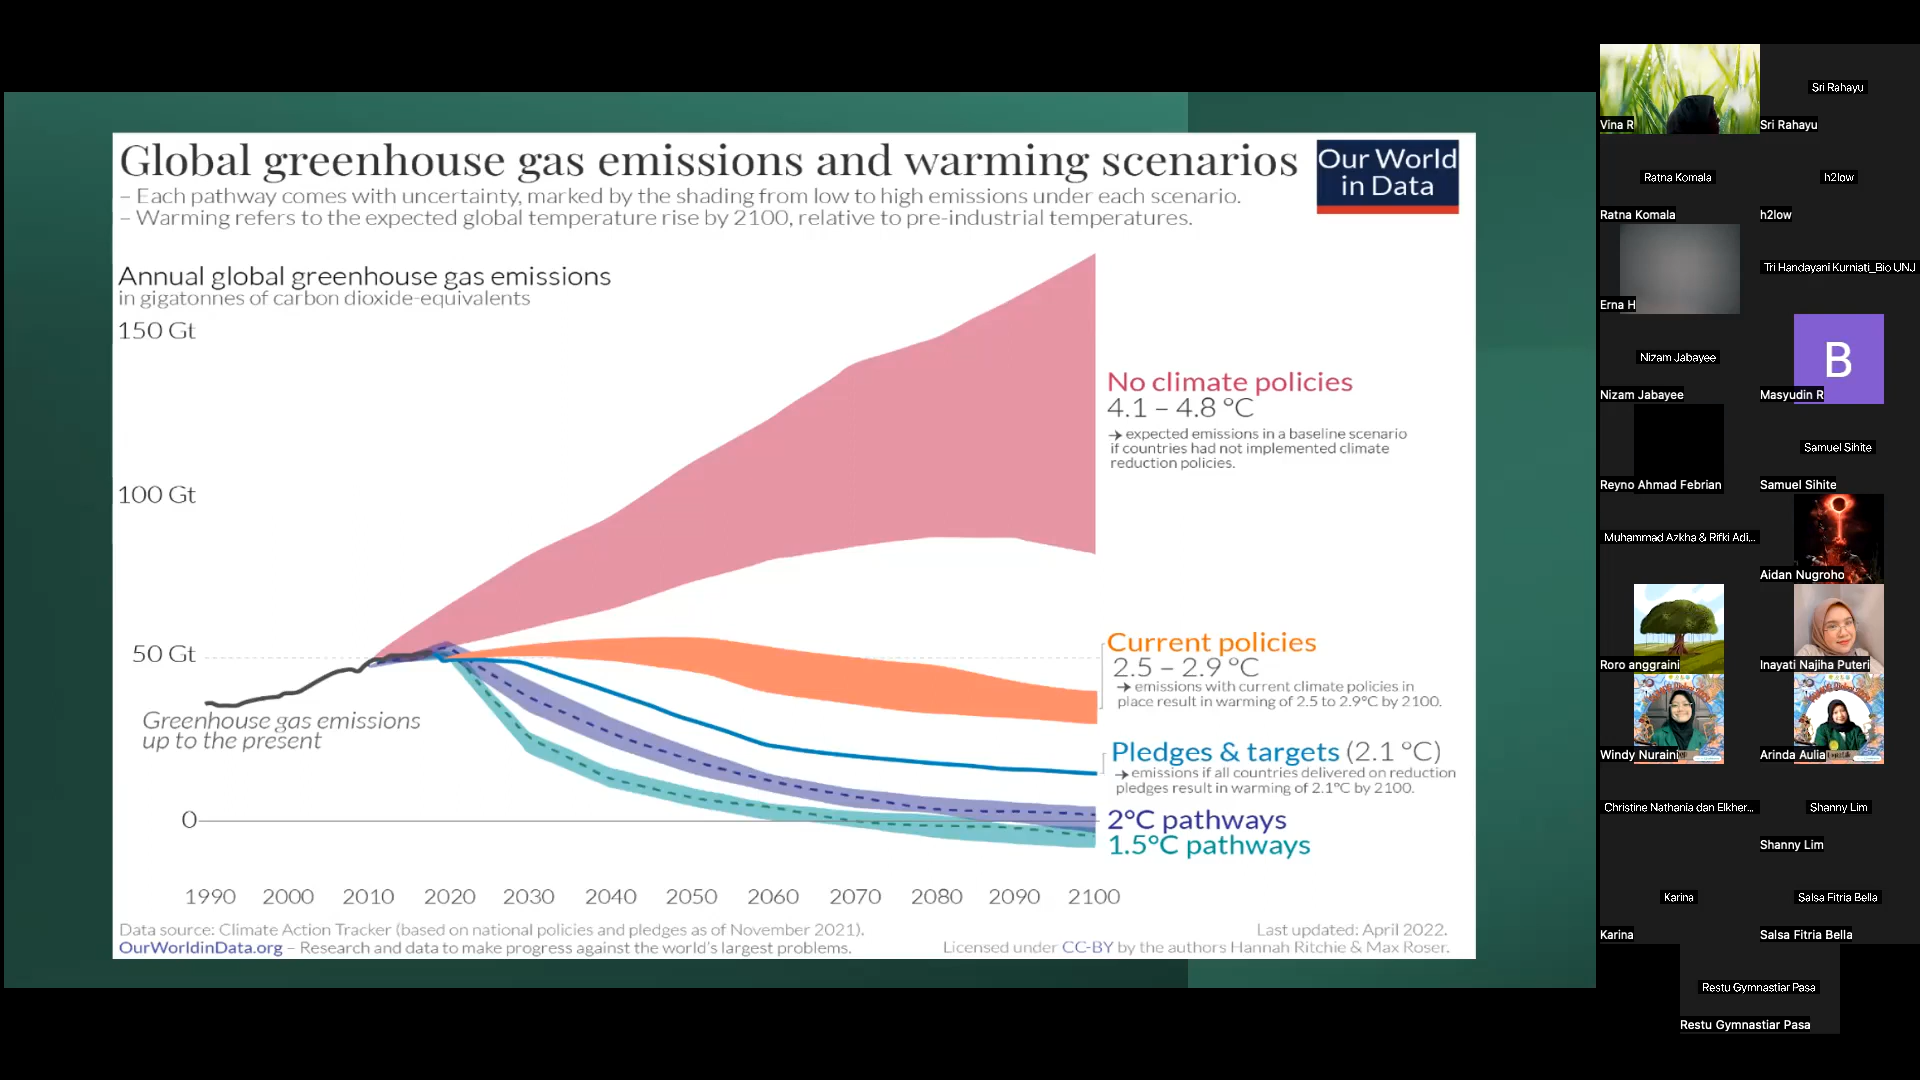 Global greenhouse gas emissions and warming scenarios
Our World
in Data
– Each pathway comes with uncertainty, marked by the shading from low to high emissions under each scenario.
– Warming refers to the expected global temperature rise by 2100, relative to pre-industrial temperatures.
Annual global greenhouse gas emissions
in gigatonnes of carbon dioxide-equivalents
150 Gt
100 Gt
50 Gt
0
Greenhouse gas emissions
up to the present
No climate policies
4.1 – 4.8 °C
→ expected emissions in a baseline scenario
if countries had not implemented climate
reduction policies.
Current policies
2.5 – 2.9 °C
→ emissions with current climate policies in
place result in warming of 2.5 to 2.9°C by 2100.
Pledges & targets (2.1 °C)
→ emissions if all countries delivered on reduction
pledges result in warming of 2.1°C by 2100.
2°C pathways
1.5°C pathways
1990 2000 2010 2020 2030 2040 2050 2060 2070 2080 2090 2100
Data source: Climate Action Tracker (based on national policies and pledges as of November 2021).
Last updated: April 2022.
OurWorldinData.org – Research and data to make progress against the world's largest problems.
Licensed under CC-BY by the authors Hannah Ritchie & Max Roser.
Vina R
Sri Rahayu
Sri Rahayu
Ratna Komala
Ratna Komala
h2low
h2low
Erna H
Tri Handayani Kurniati_Bio UNJ
Nizam Jabayee
Nizam Jabayee
B
Masyudin R
Reyno Ahmad Febrian
Samuel Sihite
Samuel Sihite
Muhammad Azkha & Rifki Adi...
Aidan Nugroho
Roro anggraini
Inayati Najiha Puteri
Windy Nuraini
Arinda Aulia
Christine Nathania dan Elkher...
Shanny Lim
Shanny Lim
Karina
Karina
Salsa Fitria Bella
Salsa Fitria Bella
Restu Gymnastiar Pasa
Restu Gymnastiar Pasa